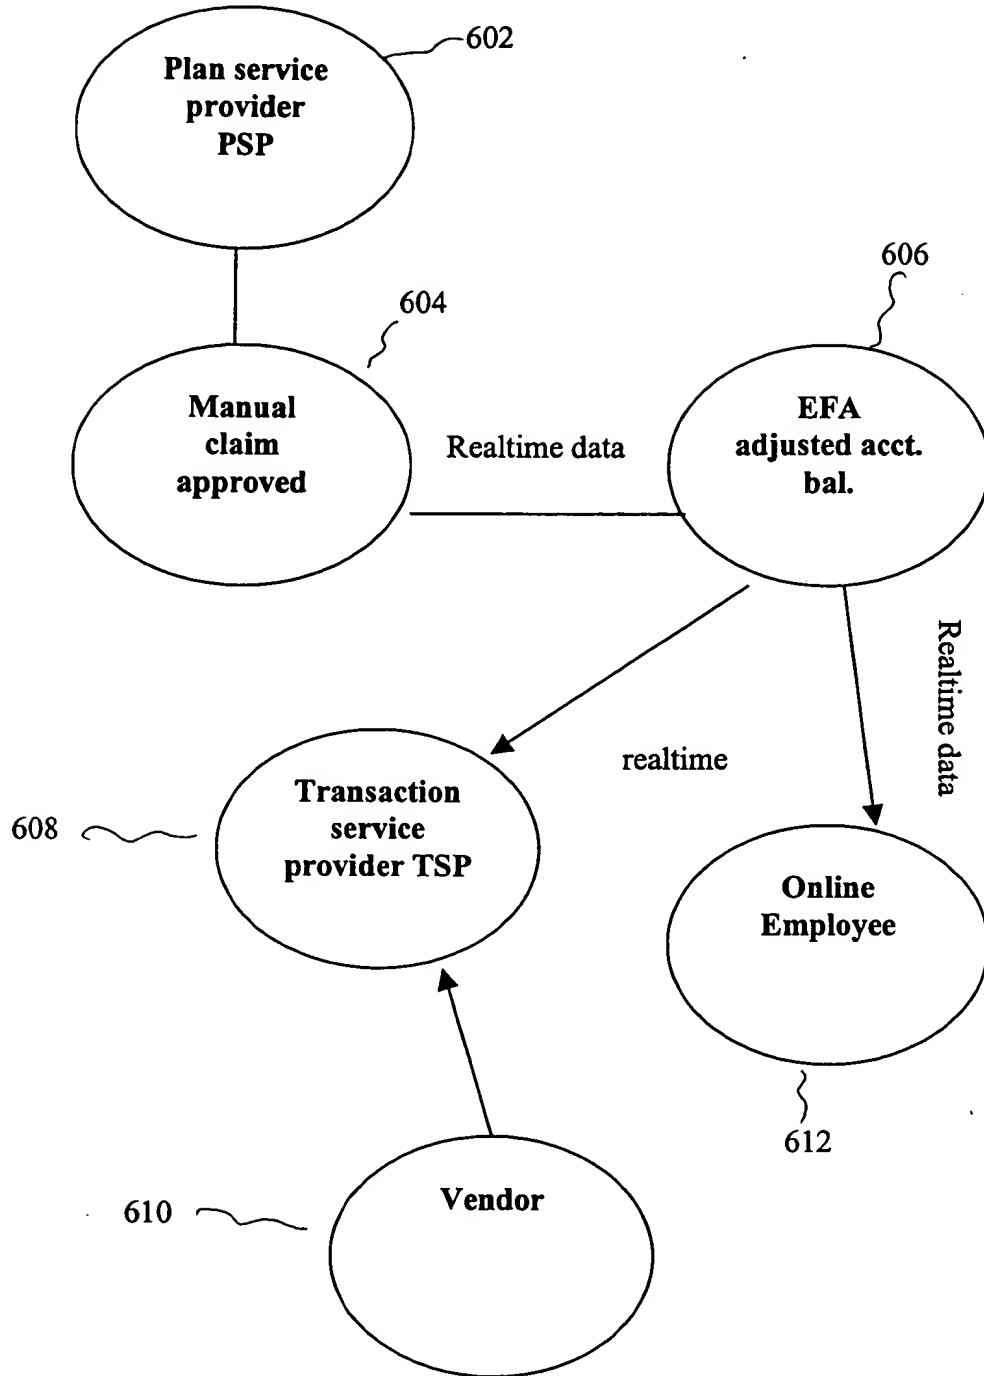 602
Plan service
provider
PSP
606
604
Manual
claim
approved
Realtime data
EFA
adjusted acct.
bal.
Realtime data
realtime
Transaction
service
provider TSP
608
Online
Employee
612
Vendor
610